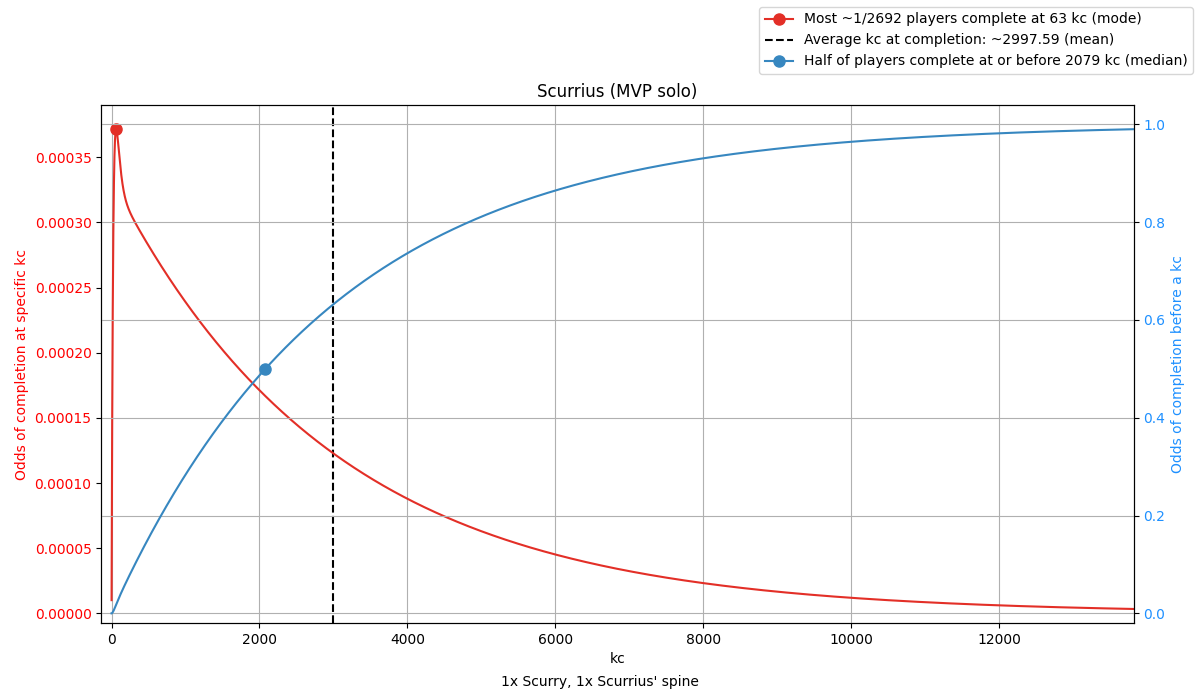 Most ~1/2692 players complete at 63 kc (mode)
Average kc at completion: ~2997.59 (mean)
Half of players complete at or before 2079 kc (median)
Scurrius (MVP solo)
Odds of completion at specific kc
0.00035
0.00030
0.00025
0.00020
0.00015
0.00010
0.00005
0.00000
1.0
0.8
0.6
0.4
0.2
0.0
Odds of completion before a kc
0 2000 4000 6000 8000 10000 12000
kc
1x Scurry, 1x Scurrius' spine